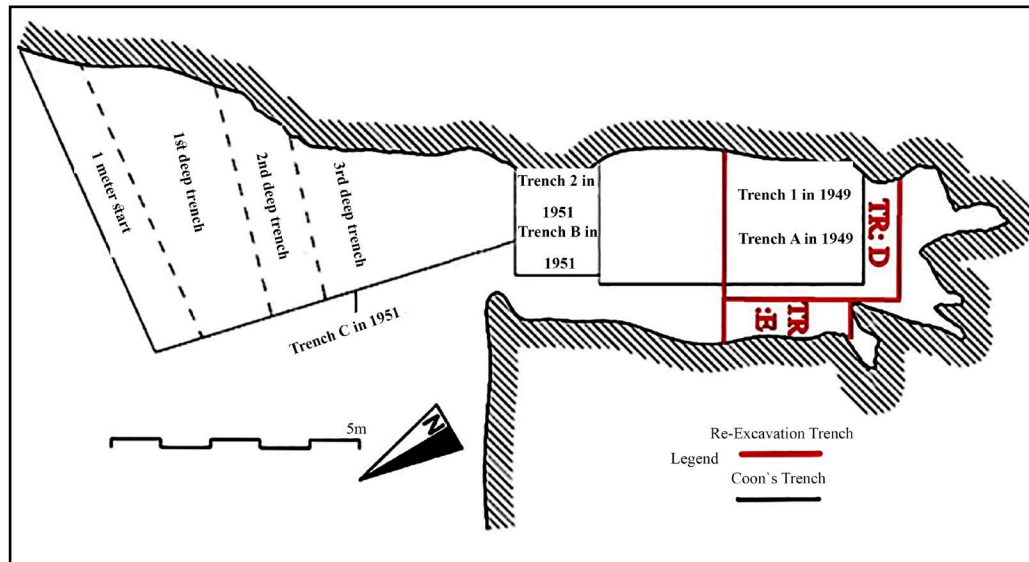 1 meter start
1st deep trench
2nd deep trench
3rd deep trench
Trench C in 1951
Trench 2 in
1951
Trench B in
1951
Trench 1 in 1949
Trench A in 1949
TR: D
TR
:E
5m
N
Re-Excavation Trench
Legend
Coon`s Trench